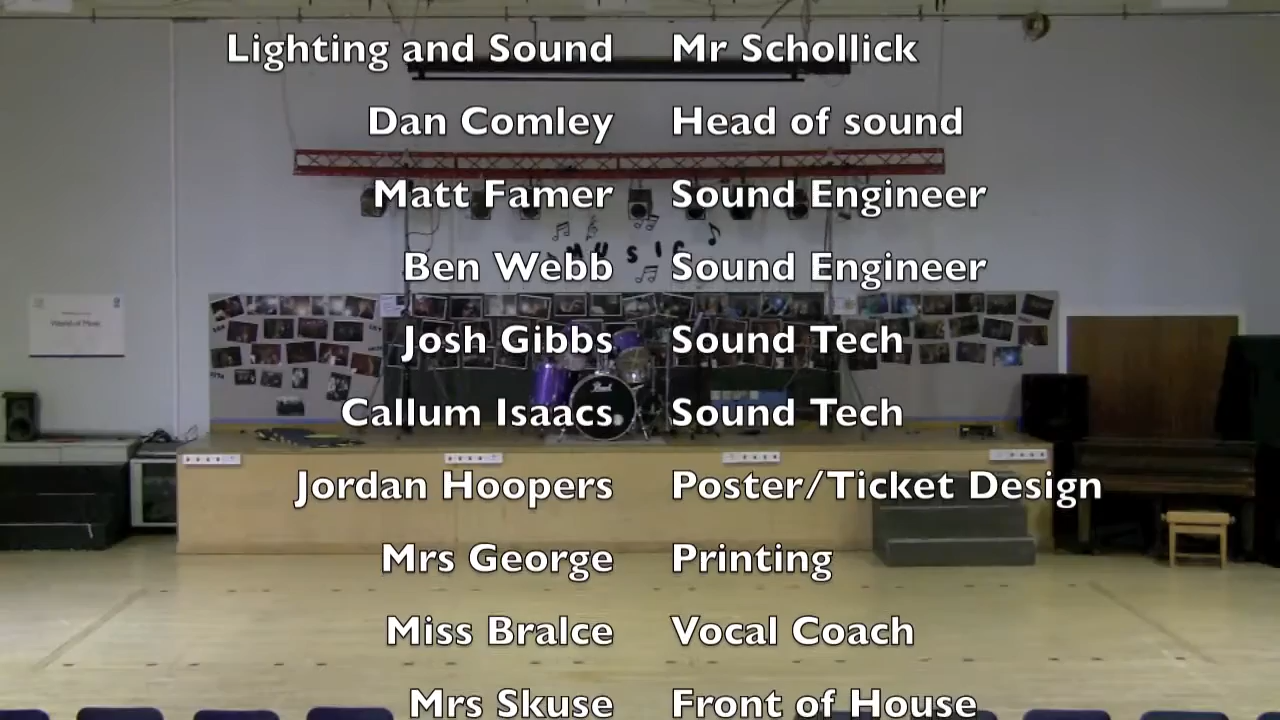 Lighting and Sound Mr Schollick
Dan Comley Head of sound
Matt Famer Sound Engineer
MUSIC
Ben Webb Sound Engineer
Josh Gibbs Sound Tech
Pearl
Callum Isaacs Sound Tech
Jordan Hoopers Poster/Ticket Design
Mrs George Printing
Miss Bralce Vocal Coach
Mrs Skuse Front of House